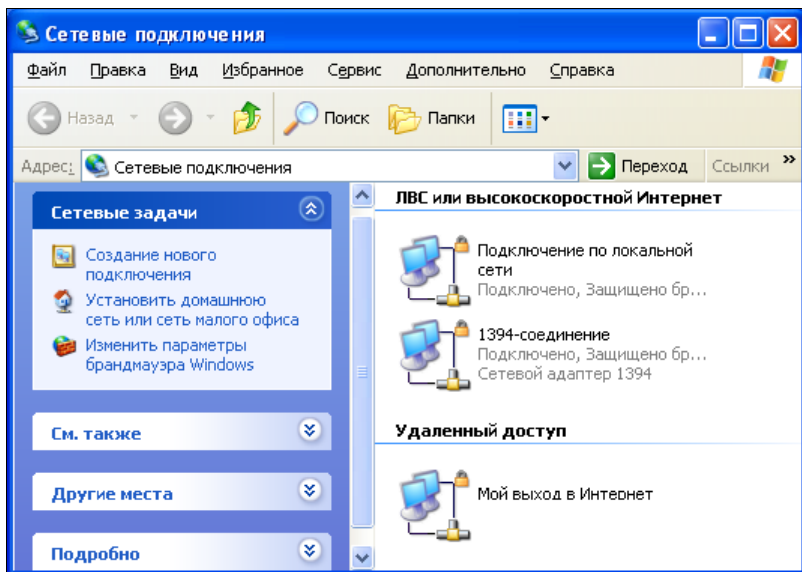 Сетевые подключения
Файл Правка Вид Избранное Сервис Дополнительно Справка
Назад Поиск Папки
Адрес: Сетевые подключения Переход Ссылки »
Сетевые задачи
Создание нового
подключения
Установить домашнюю
сеть или сеть малого офиса
Изменить параметры
брандмауэра Windows
См. также
Другие места
Подробно
ЛВС или высокоскоростной Интернет
Подключение по локальной
сети
Подключено, Защищено бр...
1394-соединение
Подключено, Защищено бр...
Сетевой адаптер 1394
Удаленный доступ
Мой выход в Интернет